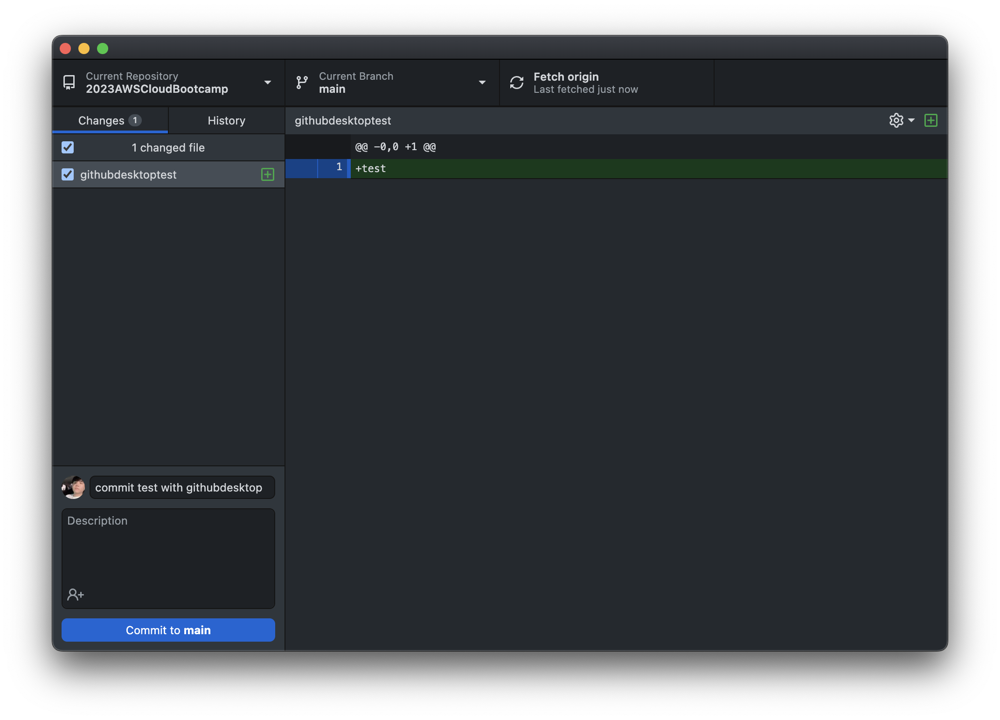 Current Repository
2023AWSCloudBootcamp
Current Branch
main
Fetch origin
Last fetched just now
Changes 1
History
githubdesktoptest
1 changed file
@@ -0,0 +1 @@
githubdesktoptest
1 +test
commit test with githubdesktop
Description
Commit to main